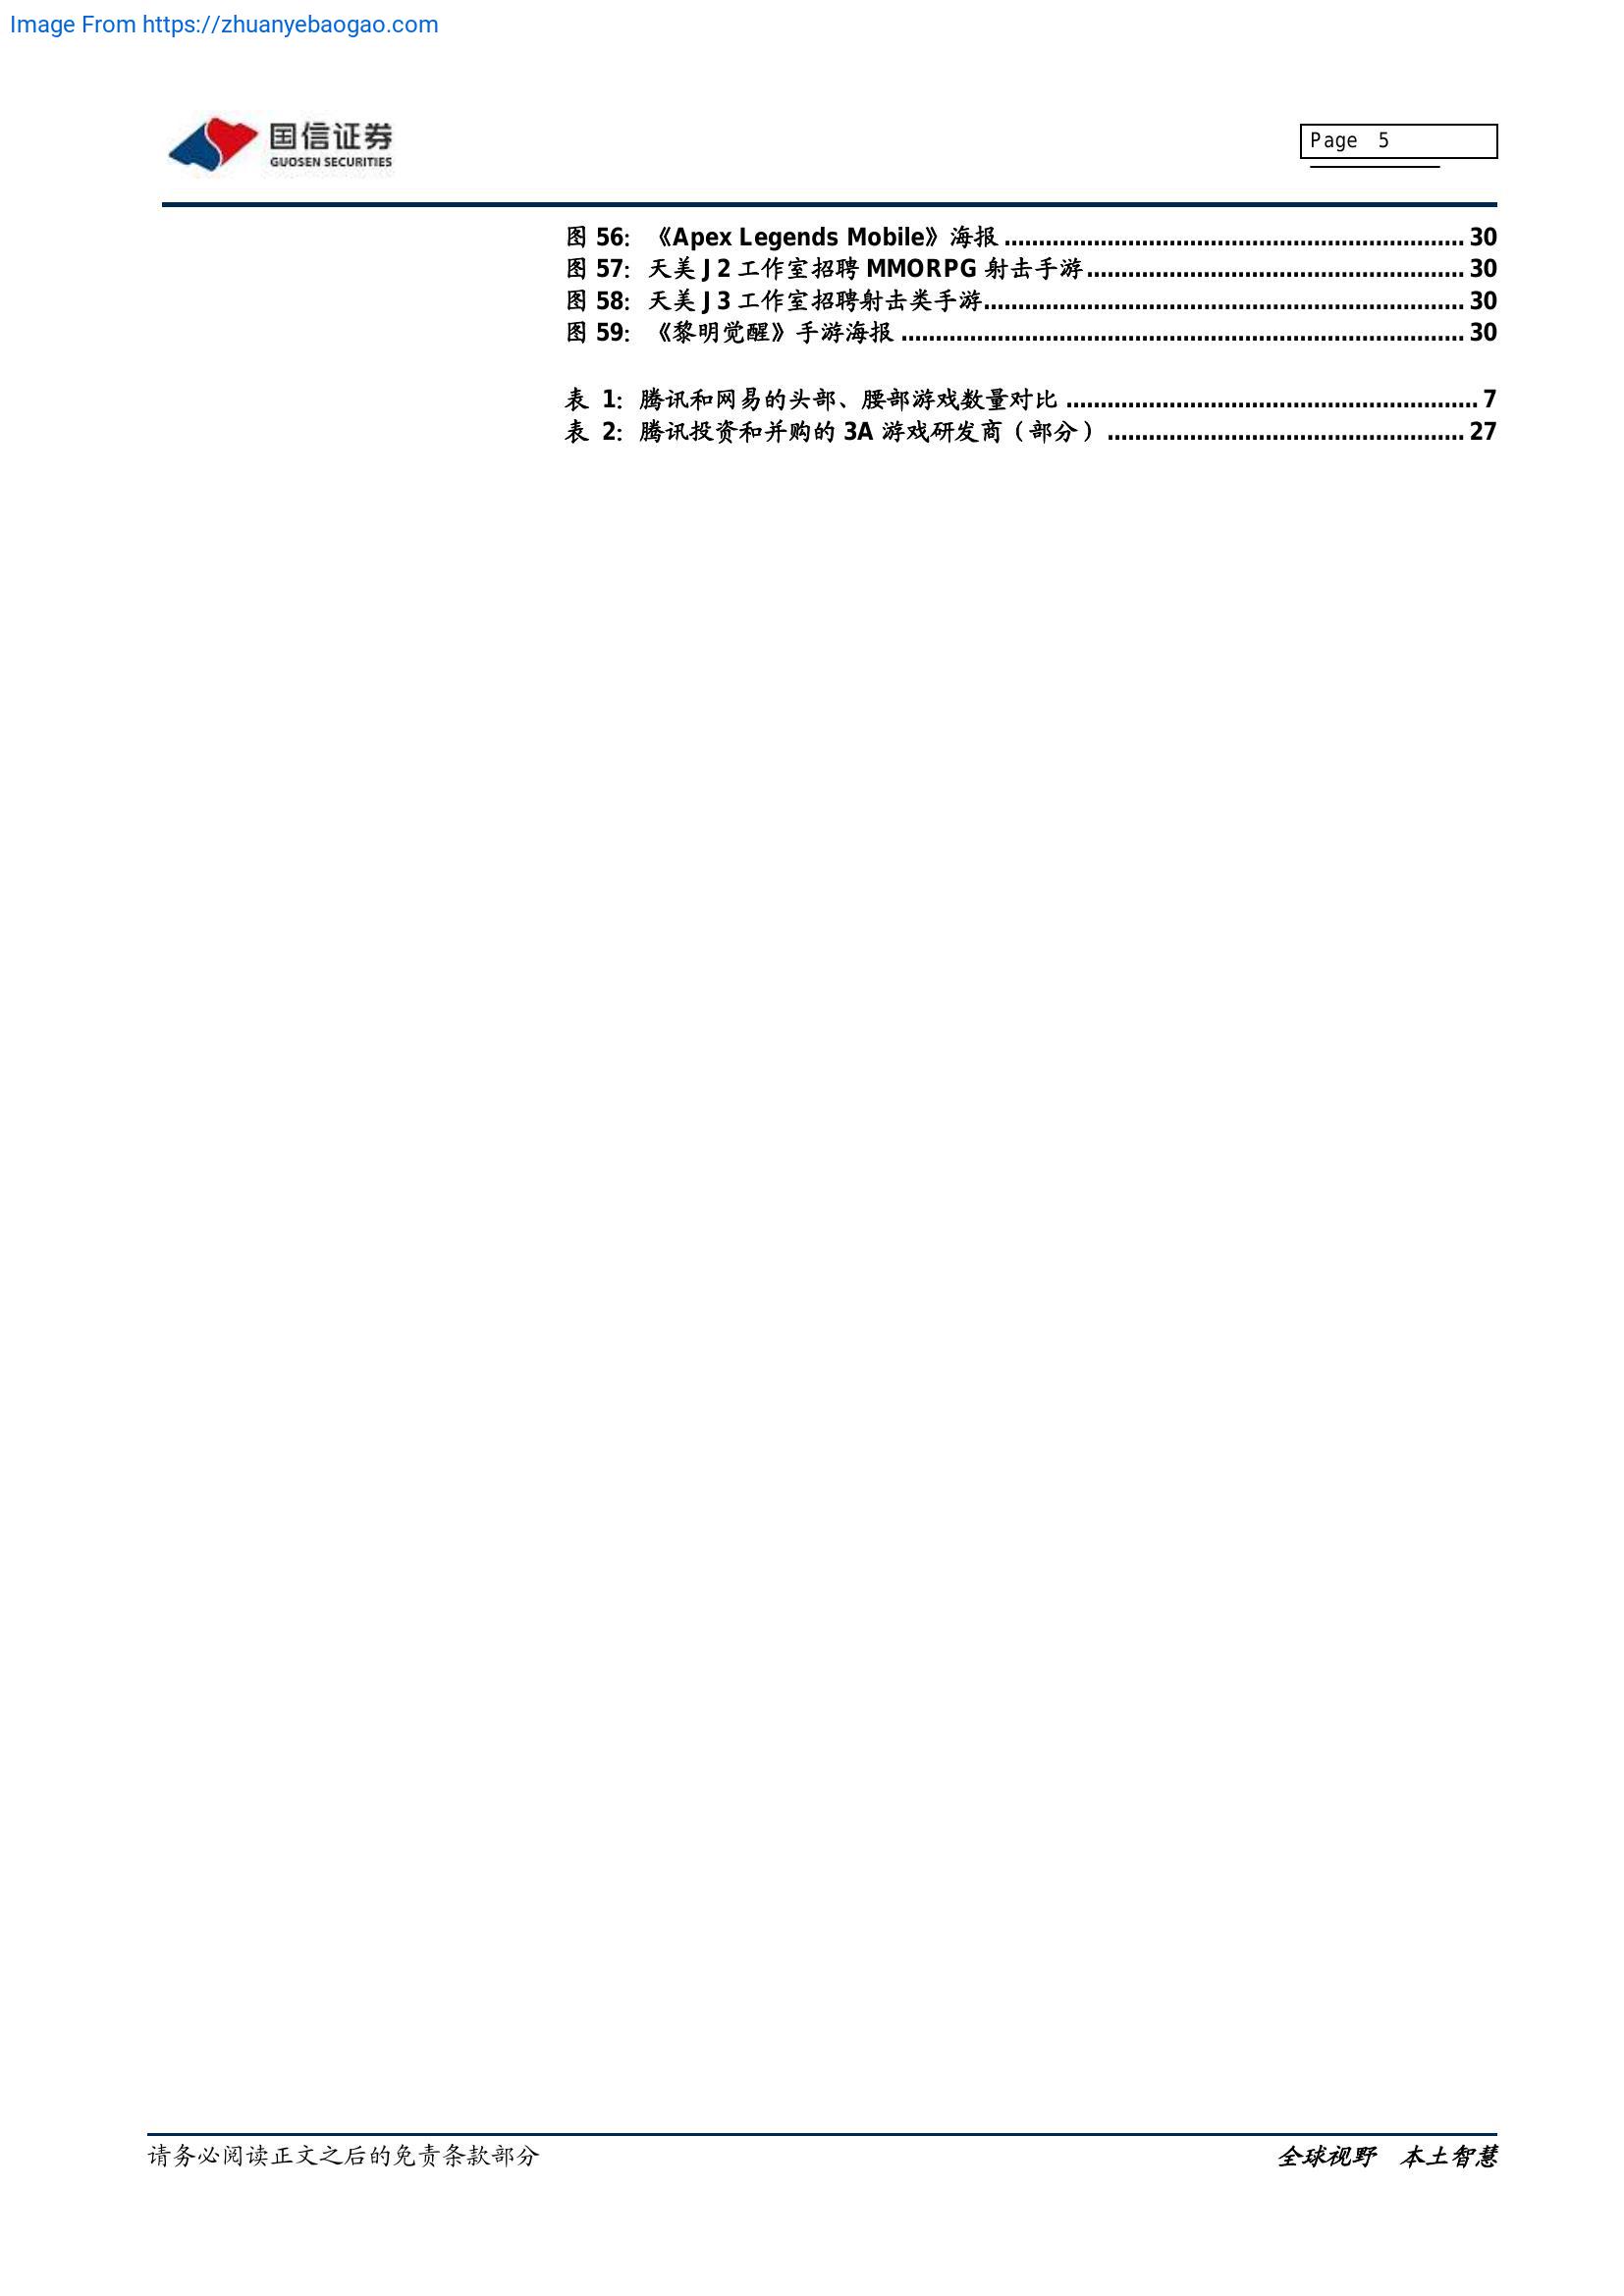 Image From https://zhuanyebaogao.com
国信证券
GUOSEN SECURITIES
Page 5
图 56: 《Apex Legends Mobile》海报 .................................................................. 30
图 57: 天美 J2 工作室招聘 MMORPG 射击手游...................................................... 30
图 58: 天美 J3 工作室招聘射击类手游..................................................................... 30
图 59: 《黎明觉醒》手游海报 ................................................................................. 30
表 1: 腾讯和网易的头部、腰部游戏数量对比 ........................................................... 7
表 2: 腾讯投资和并购的 3A 游戏研发商（部分） ................................................... 27
请务必阅读正文之后的免责条款部分
全球视野 本土智慧